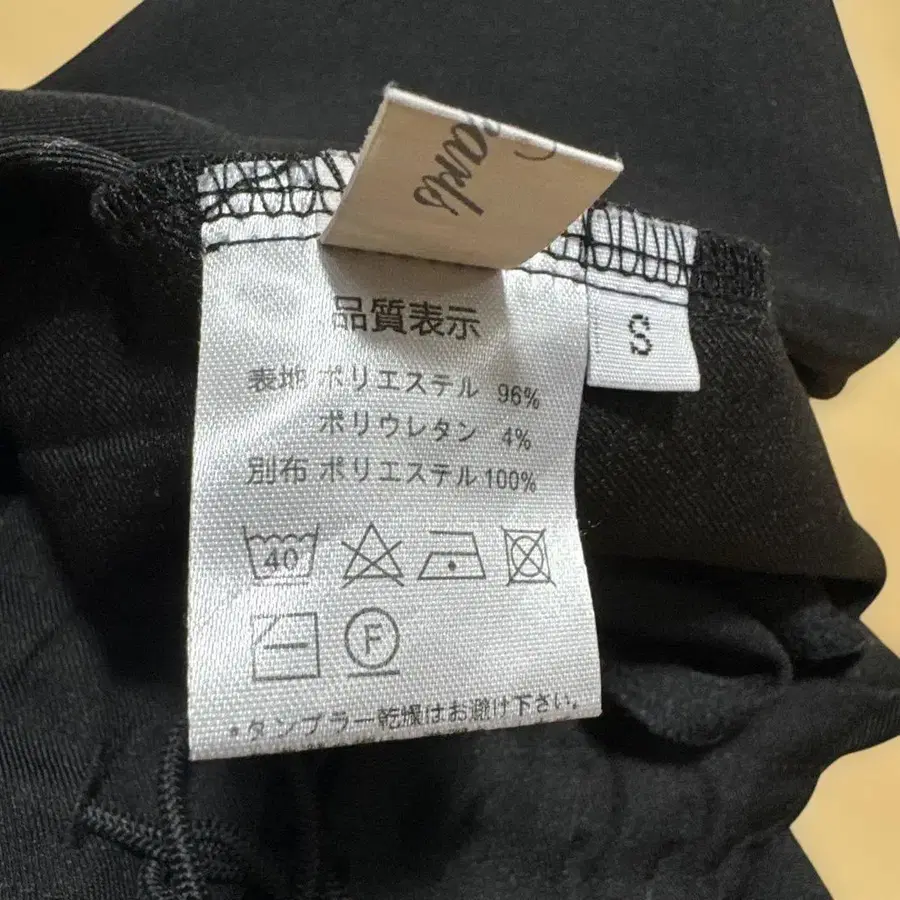 earls
品質表示
S
表地 ポリエステル 96%
ポリウレタン 4%
別布 ポリエステル 100%
40
F
*タンブラー乾燥はお避け下さい。